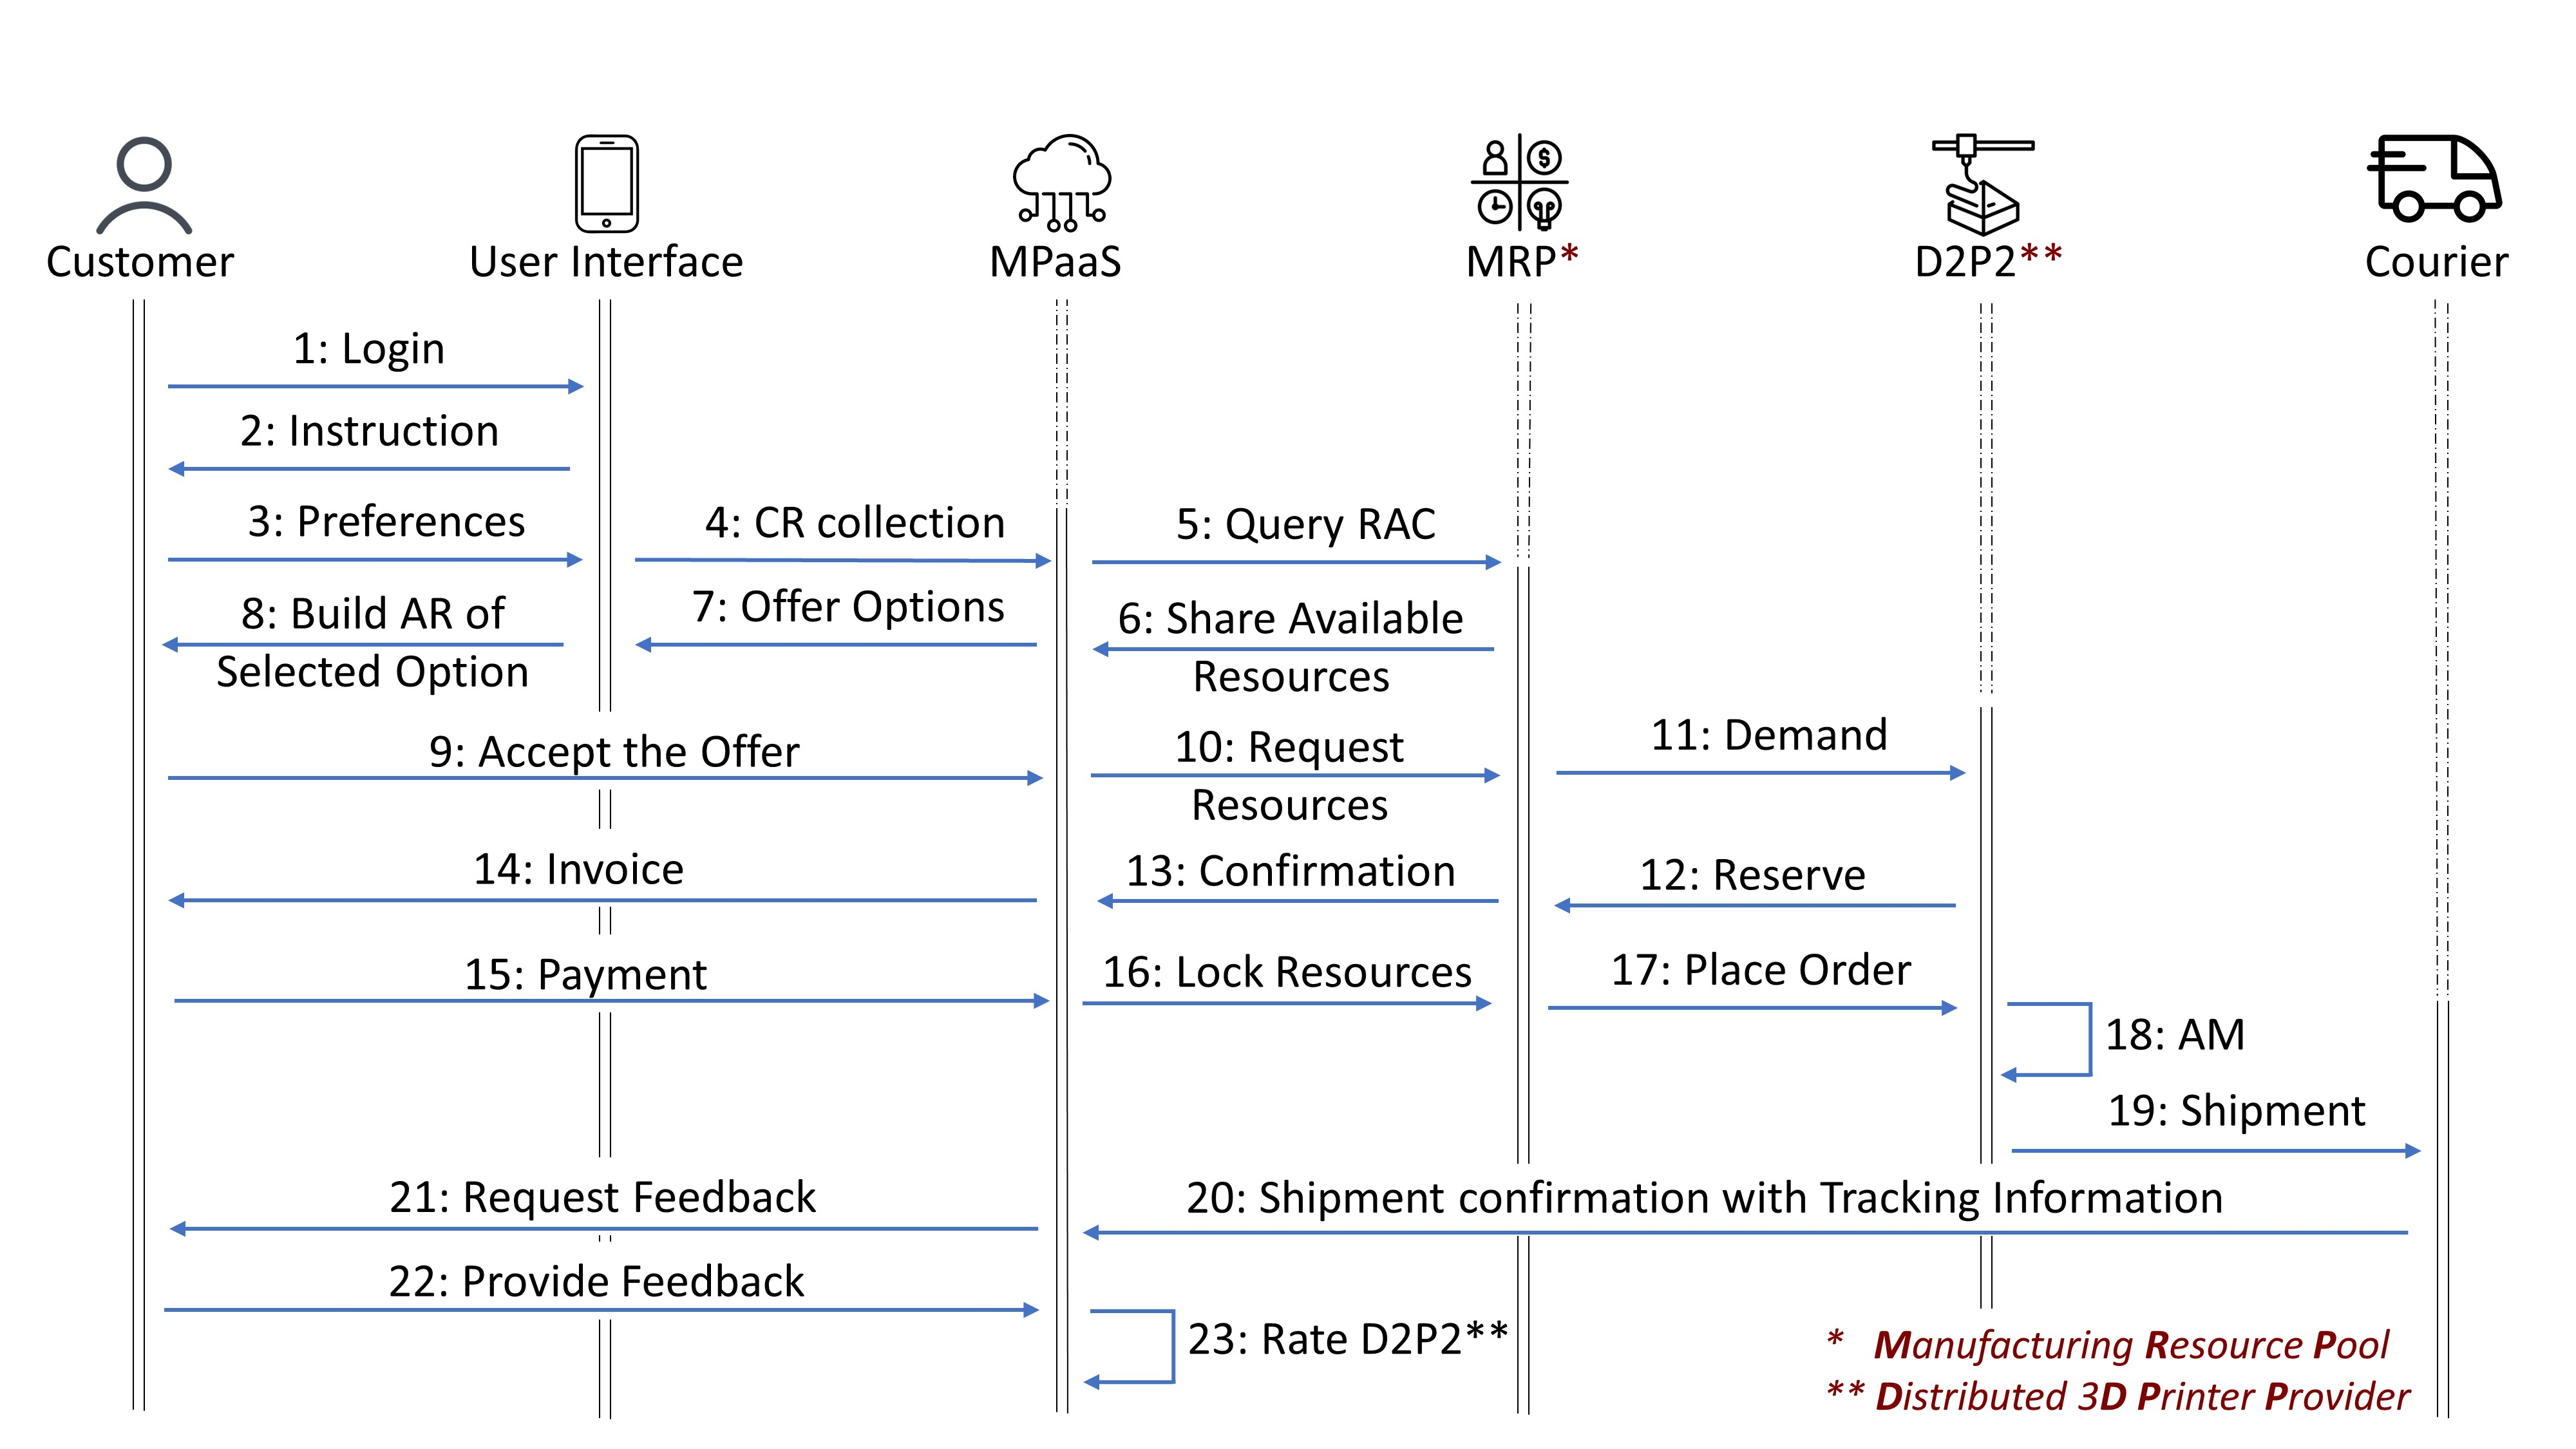 Customer
User Interface
MPaaS
MRP*
D2P2**
Courier
1: Login
2: Instruction
3: Preferences
4: CR collection
5: Query RAC
6: Share Available
Resources
7: Offer Options
8: Build AR of
Selected Option
9: Accept the Offer
10: Request
Resources
11: Demand
12: Reserve
13: Confirmation
14: Invoice
15: Payment
16: Lock Resources
17: Place Order
18: AM
19: Shipment
20: Shipment confirmation with Tracking Information
21: Request Feedback
22: Provide Feedback
23: Rate D2P2**
* Manufacturing Resource Pool
** Distributed 3D Printer Provider